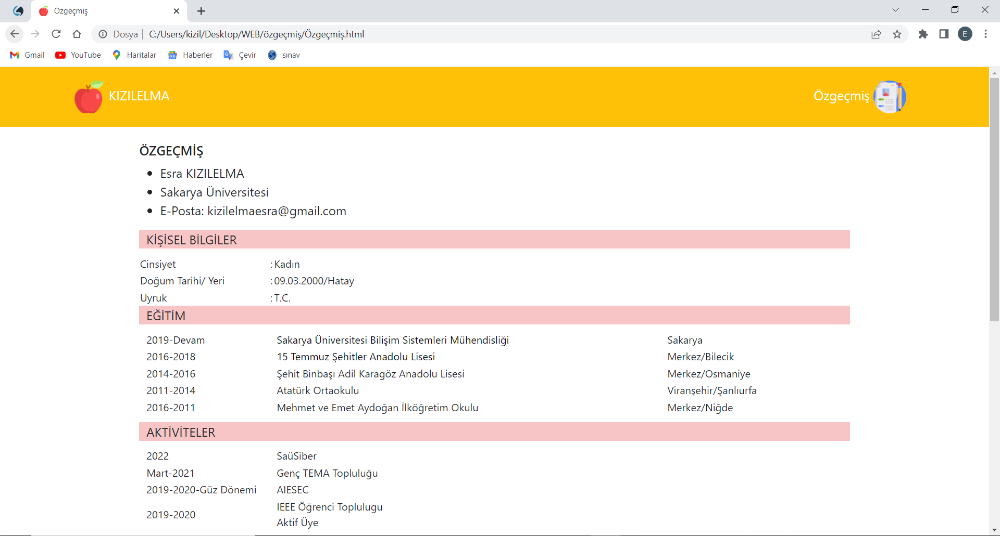 Özgeçmiş
Dosya | C:/Users/kizil/Desktop/WEB/özgeçmiş/Özgeçmiş.html
E
Gmail YouTube Haritalar Haberler Çevir sınav
KIZILELMA Özgeçmiş
ÖZGEÇMİŞ
• Esra KIZILELMA
• Sakarya Üniversitesi
• E-Posta: kizilelmaesra@gmail.com
KİŞİSEL BİLGİLER
Cinsiyet : Kadın
Doğum Tarihi/ Yeri : 09.03.2000/Hatay
Uyruk : T.C.
EĞİTİM
2019-Devam Sakarya Üniversitesi Bilişim Sistemleri Mühendisliği Sakarya
2016-2018 15 Temmuz Şehitler Anadolu Lisesi Merkez/Bilecik
2014-2016 Şehit Binbaşı Adil Karagöz Anadolu Lisesi Merkez/Osmaniye
2011-2014 Atatürk Ortaokulu Viranşehir/Şanlıurfa
2016-2011 Mehmet ve Emet Aydoğan İlköğretim Okulu Merkez/Niğde
AKTİVİTELER
2022 SaüSiber
Mart-2021 Genç TEMA Topluluğu
2019-2020-Güz Dönemi AIESEC
2019-2020 IEEE Öğrenci Toplulugu
Aktif Üye